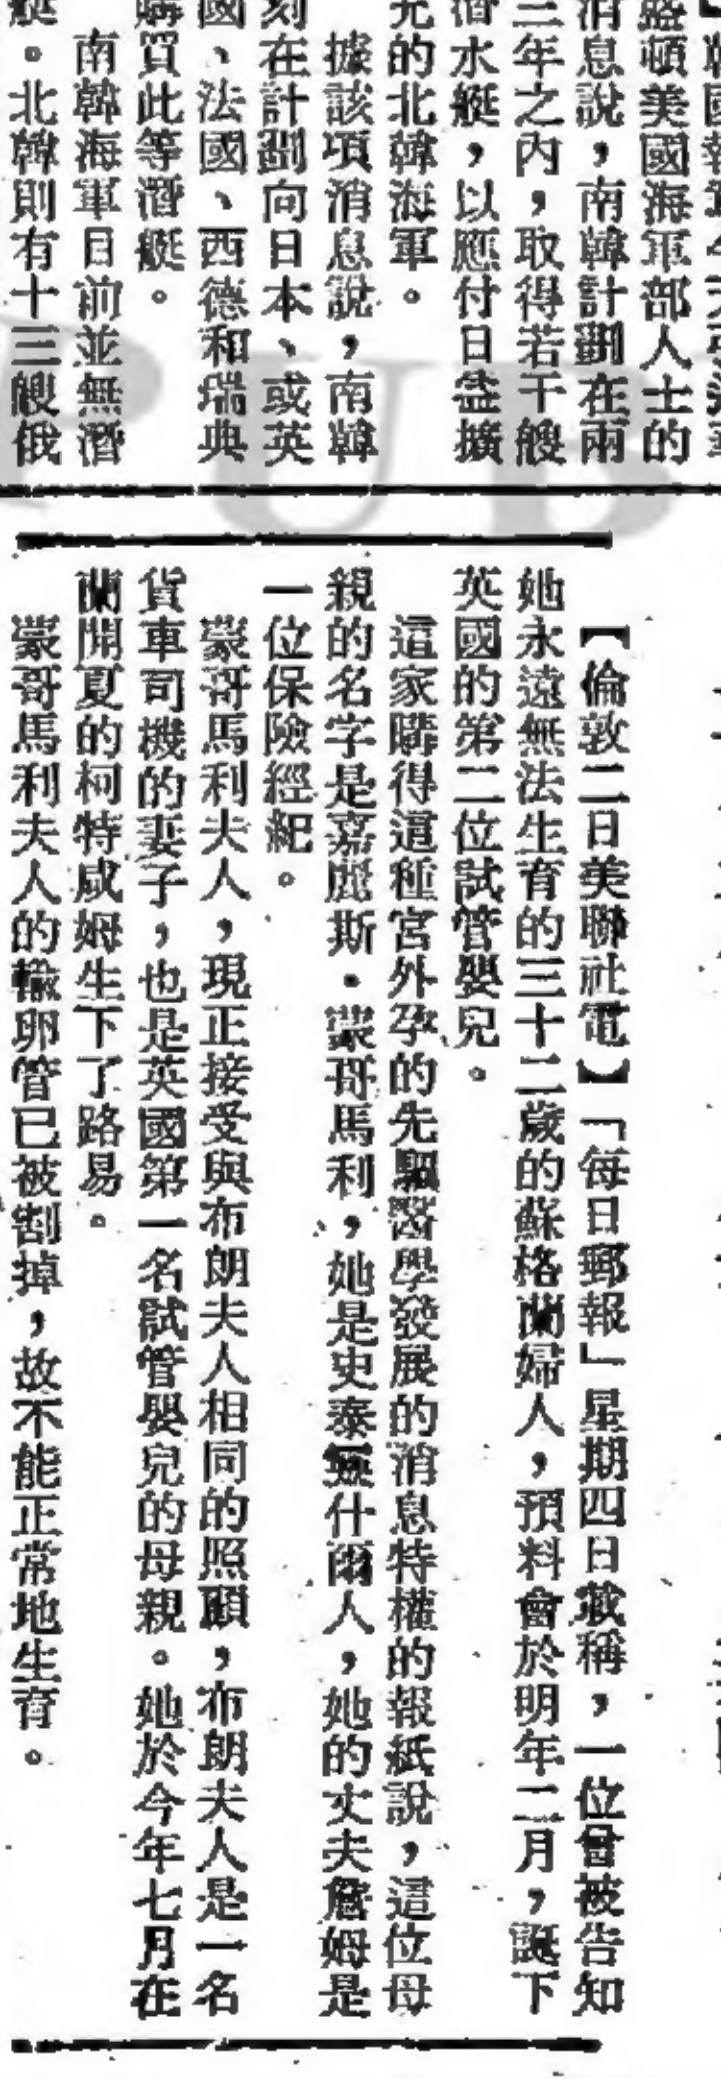 盛頓美國海軍部人士的
消息說，南韓計劃在兩
三年之內，取得若干艘
潛水艇，以應付日益擴
充的北韓海軍。
據該項消息說，南韓
刻在計劃向日本、或英
國、法國、西德和瑞典
購買此等潛艇。
南韓海軍目前並無潛
艇。北韓則有十三艘俄
【倫敦二日美聯社電】「每日郵報」星期四日載稱，一位曾被告知
她永遠無法生育的三十二歲的蘇格蘭婦人，預料會於明年二月，誕下
英國的第二位試管嬰兒。
這家購得這種宮外孕的先驅醫學發展的消息特權的報紙說，這位母
親的名字是嘉麗斯·蒙哥馬利，她是史泰無什爾人，她的丈夫詹姆是
一位保險經紀。
蒙哥馬利夫人，現正接受與布朗夫人相同的照顧，布朗夫人是一名
貨車司機的妻子，也是英國第一名試管嬰兒的母親。她於今年七月在
蘭開夏的柯特咸姆生下了路易。
蒙哥馬利夫人的輸卵管已被割掉，故不能正常地生育。
PUB